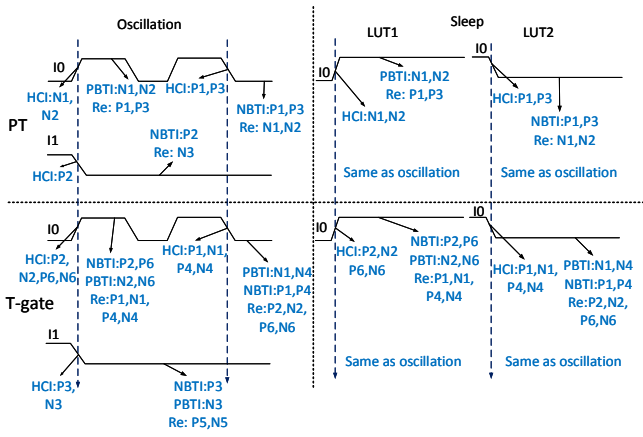 Oscillation
Sleep
LUT1
LUT2
I0
HCI:N1,
N2
PBTI:N1,N2
Re: P1,P3
HCI:P1,P3
NBTI:P1,P3
Re: N1,N2
PT
I1
HCI:P2
NBTI:P2
Re: N3
I0
HCI:N1,N2
PBTI:N1,N2
Re: P1,P3
Same as oscillation
I0
HCI:P1,P3
NBTI:P1,P3
Re: N1,N2
Same as oscillation
I0
HCI:P2,
N2,P6,N6
NBTI:P2,P6
PBTI:N2,N6
Re:P1,N1,
P4,N4
HCI:P1,N1,
P4,N4
PBTI:N1,N4
NBTI:P1,P4
Re:P2,N2,
P6,N6
T-gate
I1
HCI:P3,
N3
NBTI:P3
PBTI:N3
Re: P5,N5
I0
HCI:P2,N2
P6,N6
NBTI:P2,P6
PBTI:N2,N6
Re:P1,N1,
P4,N4
Same as oscillation
I0
HCI:P1,N1,
P4,N4
PBTI:N1,N4
NBTI:P1,P4
Re:P2,N2,
P6,N6
Same as oscillation